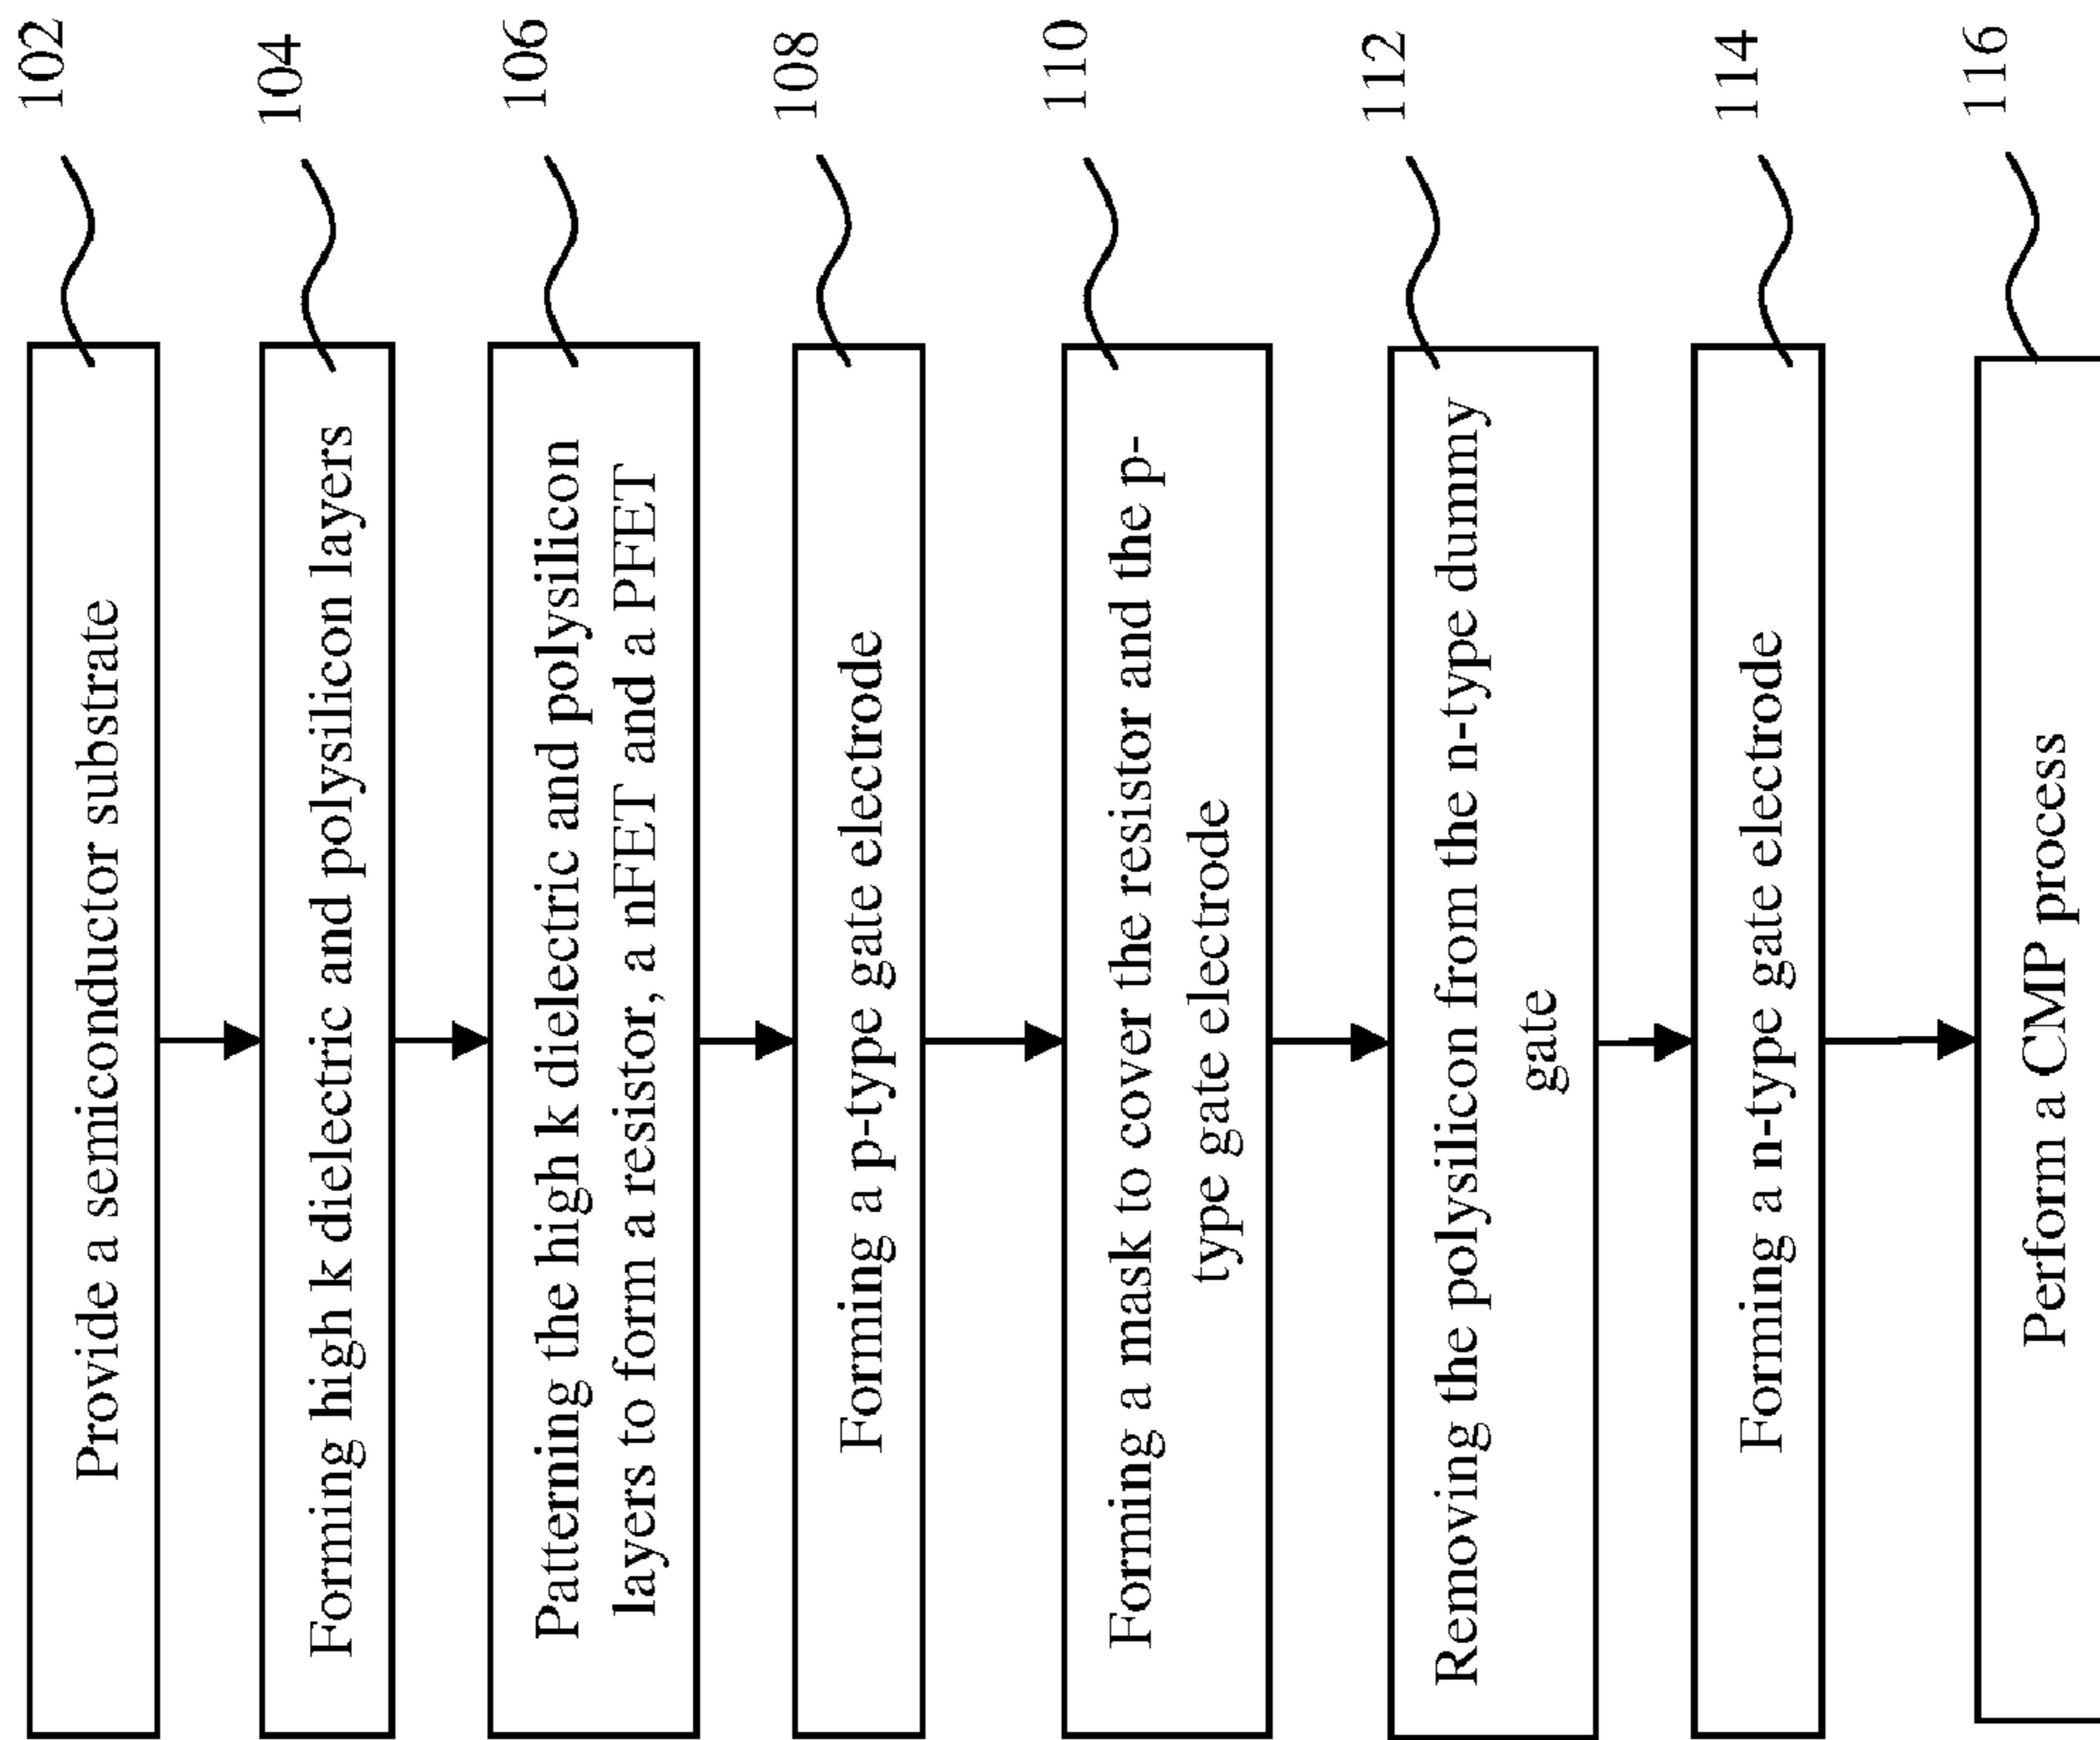 Provide a semiconductor substrate
102
Forming high k dielectric and polysilicon layers
104
Patterning the high k dielectric and polysilicon
layers to form a resistor, a nFET and a PFET
106
Forming a p-type gate electrode
108
Forming a mask to cover the resistor and the p-
type gate electrode
110
Removing the polysilicon from the n-type dummy
gate
112
Forming a n-type gate electrode
114
Perform a CMP process
116